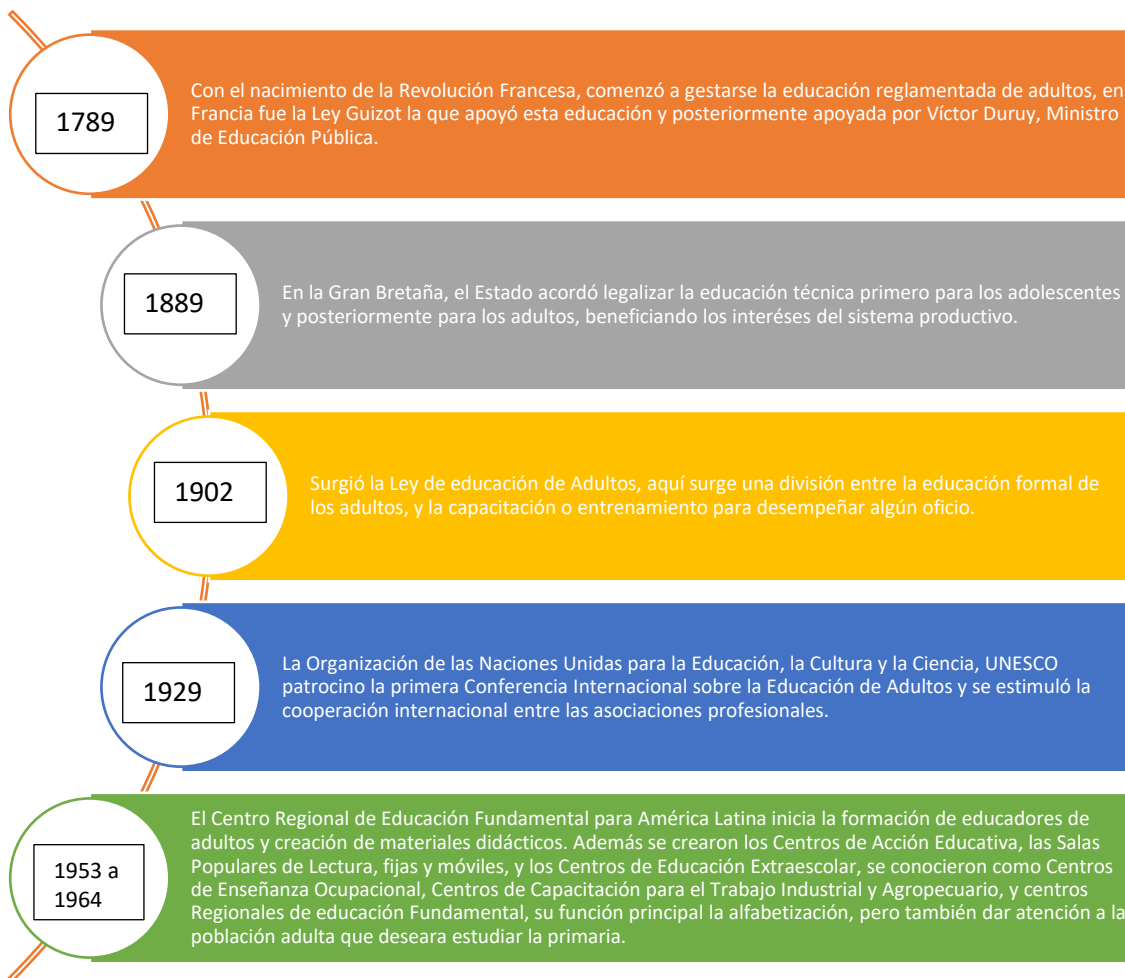 1789
Con el nacimiento de la Revolución Francesa, comenzó a gestarse la educación reglamentada de adultos, en
Francia fue la Ley Guizot la que apoyó esta educación y posteriormente apoyada por Víctor Duruy, Ministro
de Educación Pública.
1889
En la Gran Bretaña, el Estado acordó legalizar la educación técnica primero para los adolescentes
y posteriormente para los adultos, beneficiando los interéses del sistema productivo.
1902
Surgió la Ley de educación de Adultos, aquí surge una división entre la educación formal de
los adultos, y la capacitación o entrenamiento para desempeñar algún oficio.
1929
La Organización de las Naciones Unidas para la Educación, la Cultura y la Ciencia, UNESCO
patrocino la primera Conferencia Internacional sobre la Educación de Adultos y se estimuló la
cooperación internacional entre las asociaciones profesionales.
1953 a
1964
El Centro Regional de Educación Fundamental para América Latina inicia la formación de educadores de
adultos y creación de materiales didácticos. Además se crearon los Centros de Acción Educativa, las Salas
Populares de Lectura, fijas y móviles, y los Centros de Educación Extraescolar, se conocieron como Centros
de Enseñanza Ocupacional, Centros de Capacitación para el Trabajo Industrial y Agropecuario, y centros
Regionales de educación Fundamental, su función principal la alfabetización, pero también dar atención a la
población adulta que deseara estudiar la primaria.